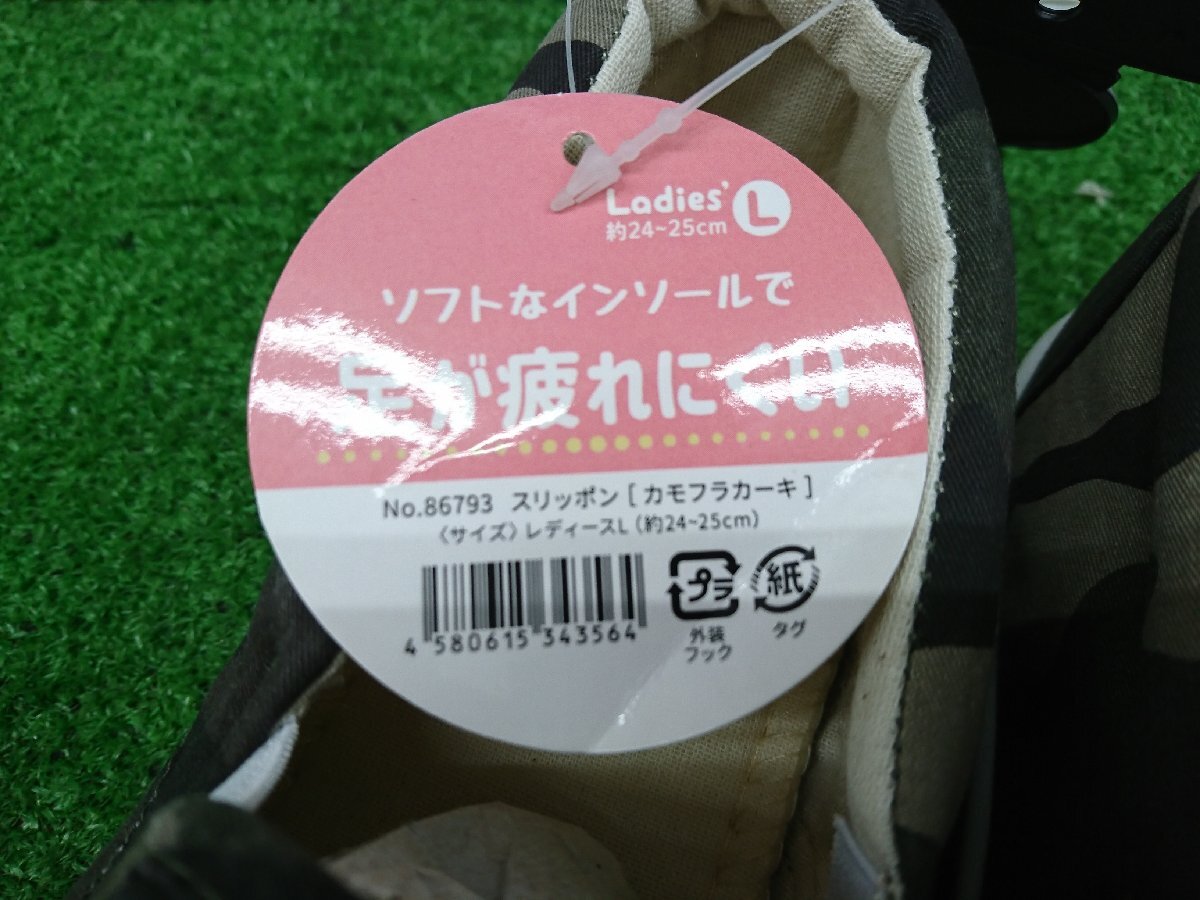 Ladies' L
約24~25cm
ソフトなインソールで
足が疲れにくい
No.86793 スリッポン [ カモフラカーキ ]
〈サイズ〉レディースL (約24~25cm)
4 580615 343564
プラ
外装
フック
紙
タグ